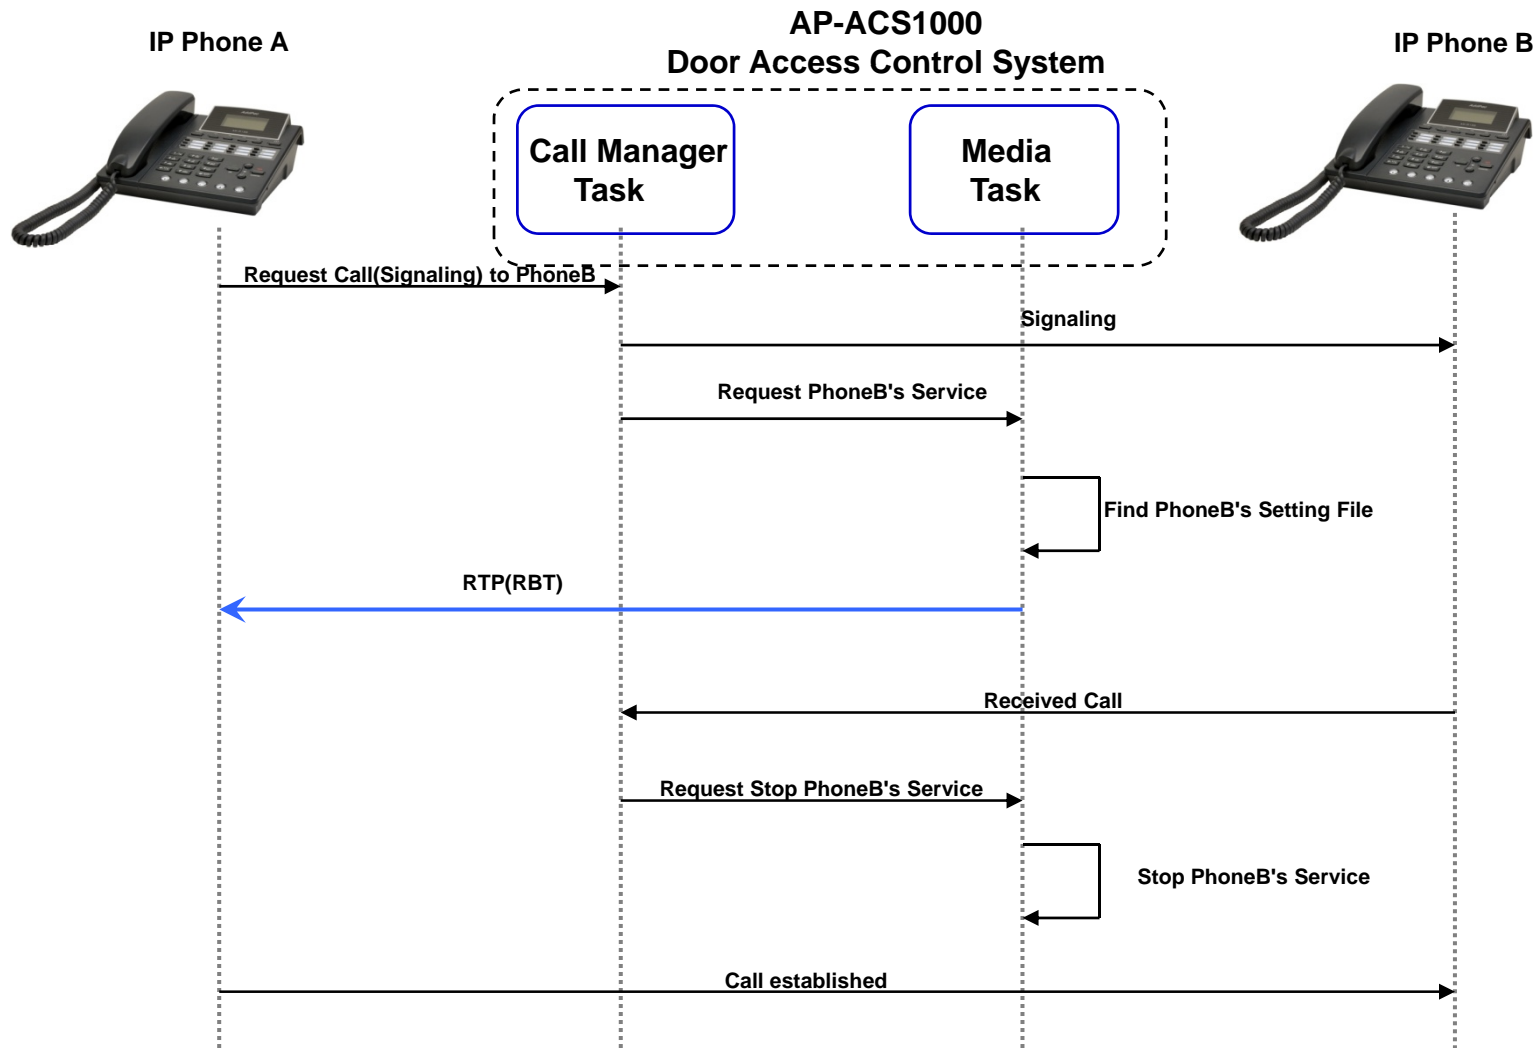 IP Phone A
AP-ACS1000
Door Access Control System
IP Phone B
Call Manager
Task
Media
Task
Request Call(Signaling) to PhoneB
Signaling
Request PhoneB's Service
Find PhoneB's Setting File
RTP(RBT)
Received Call
Request Stop PhoneB's Service
Stop PhoneB's Service
Call established